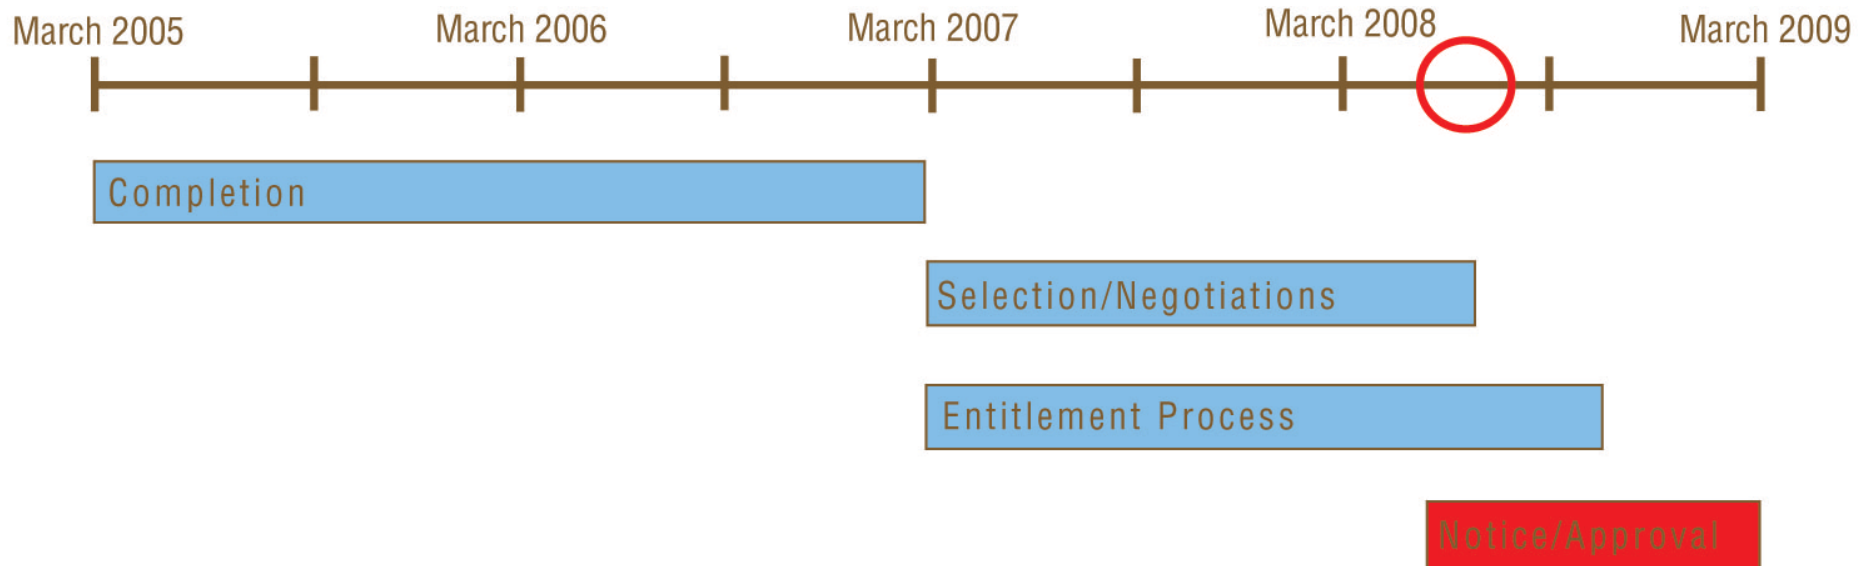 March 2005 March 2006 March 2007 March 2008 March 2009
Completion
Selection/Negotiations
Entitlement Process
Notice/Approval